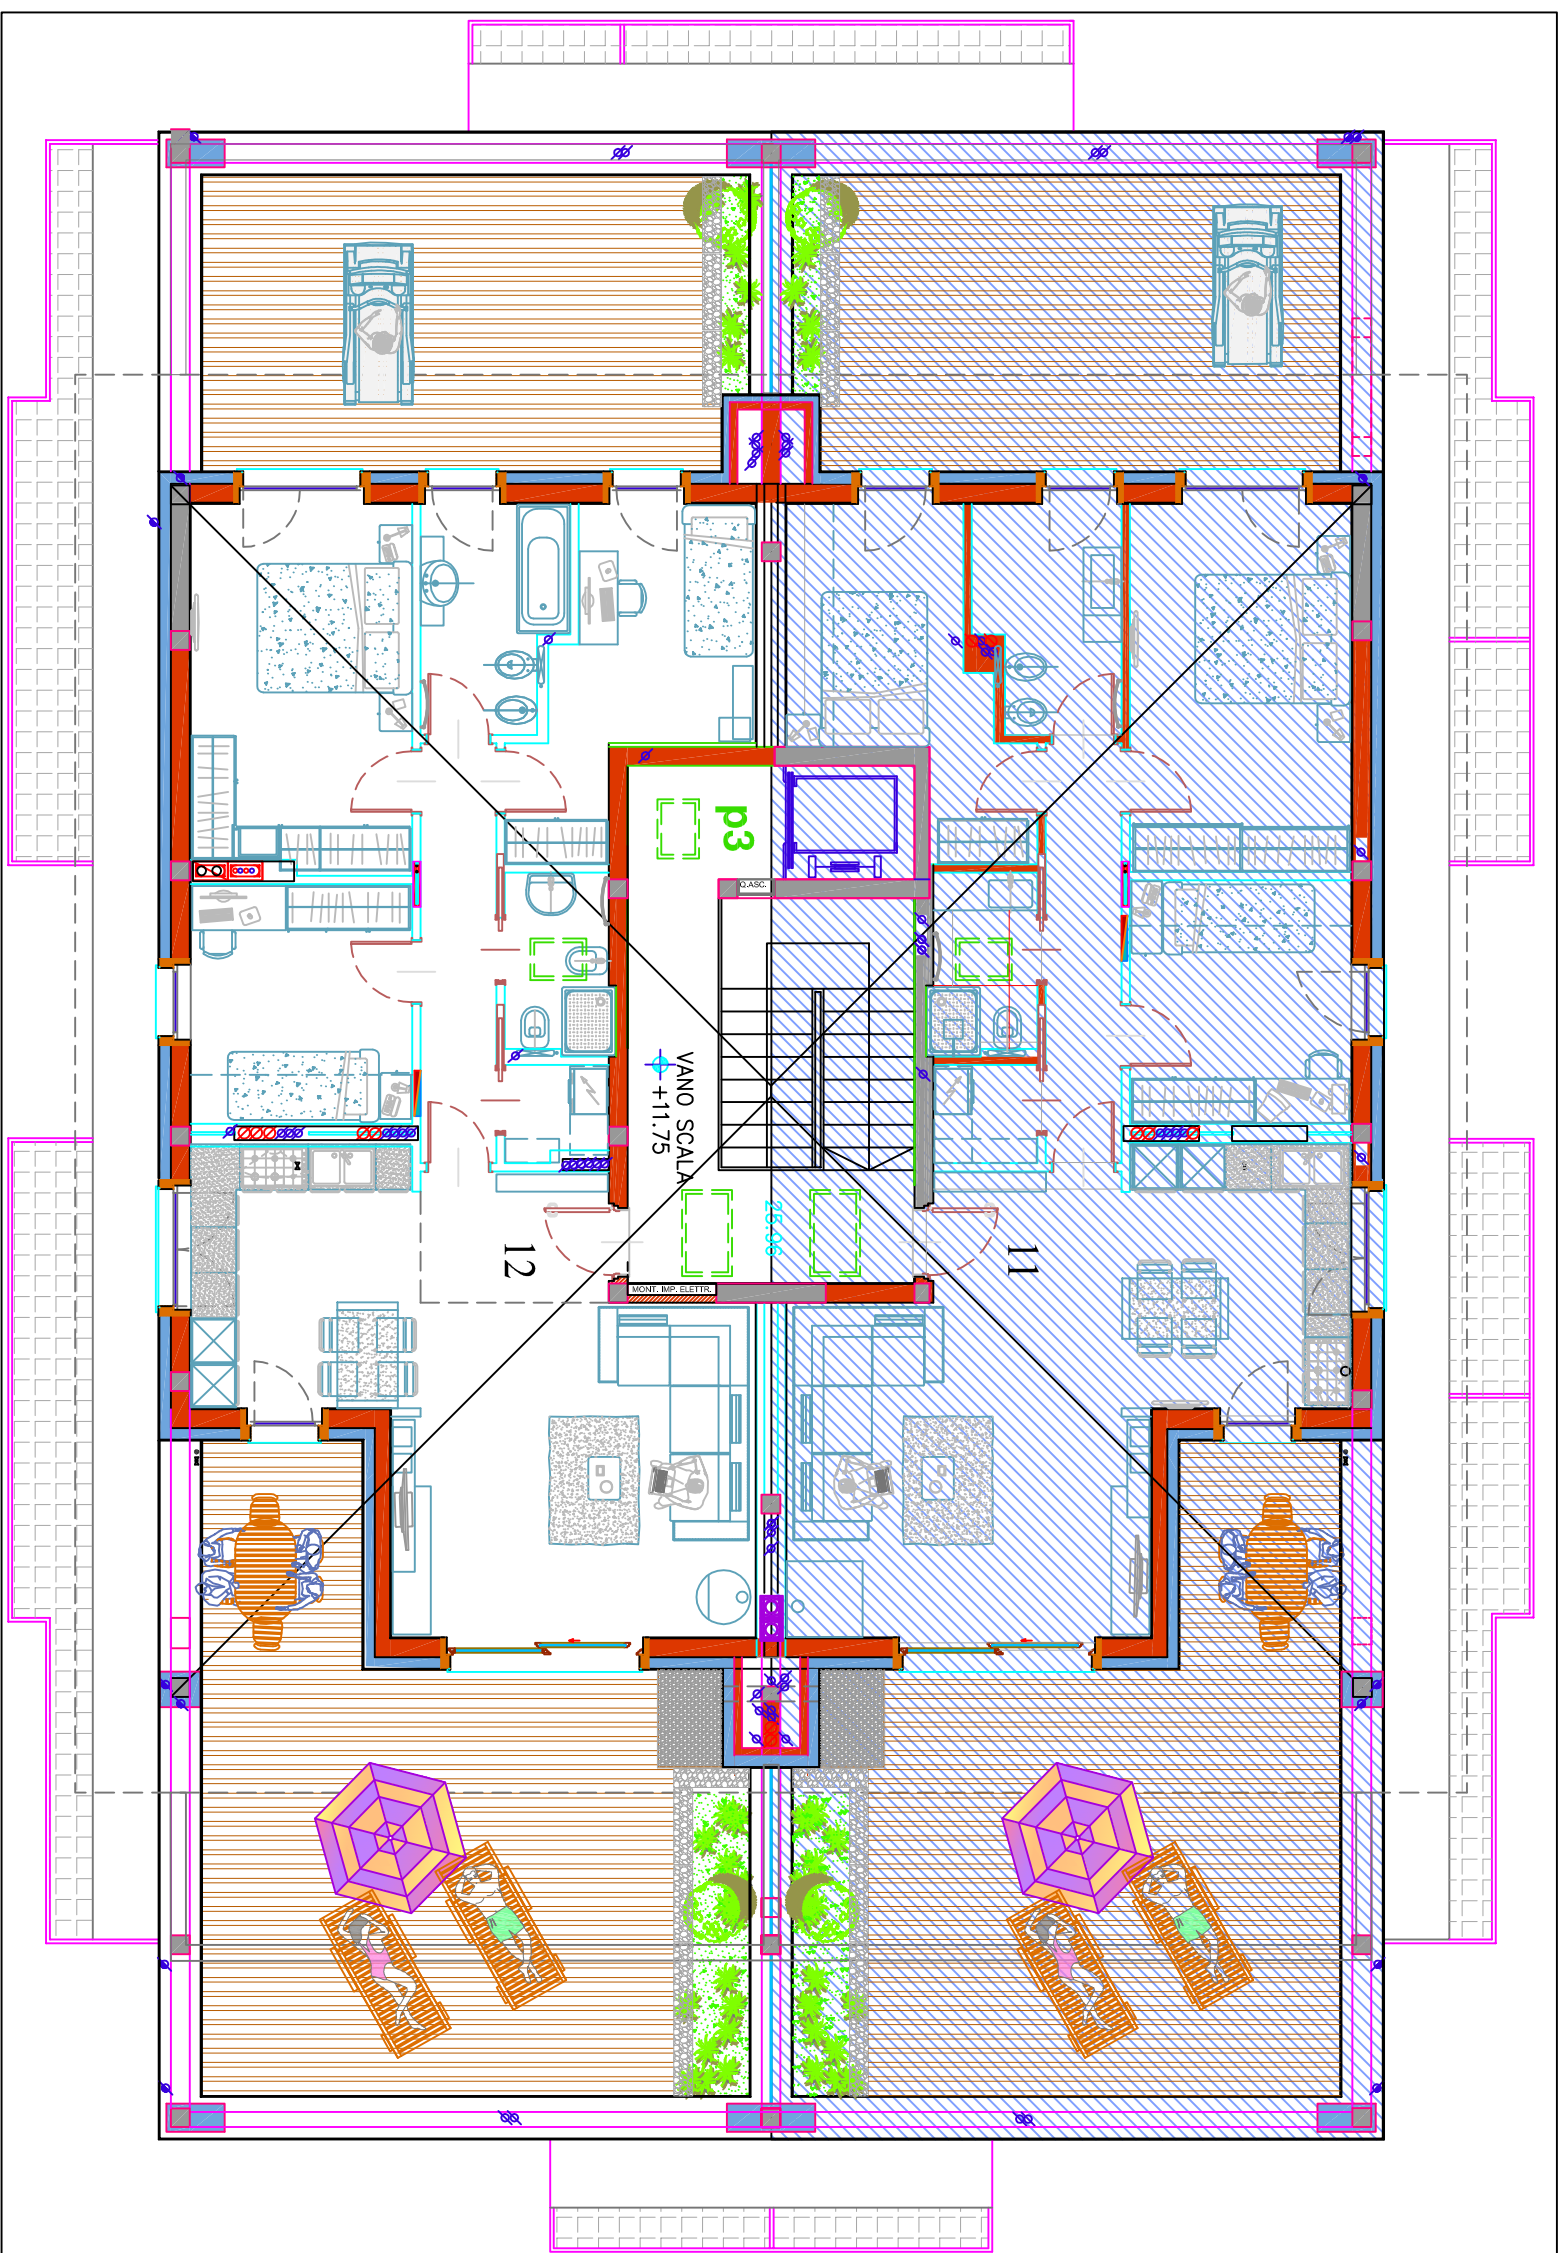 p3
Q.ASC.
VANO SCALA
+11.75
25.96
12
11
MONT. IMP. ELETTR.